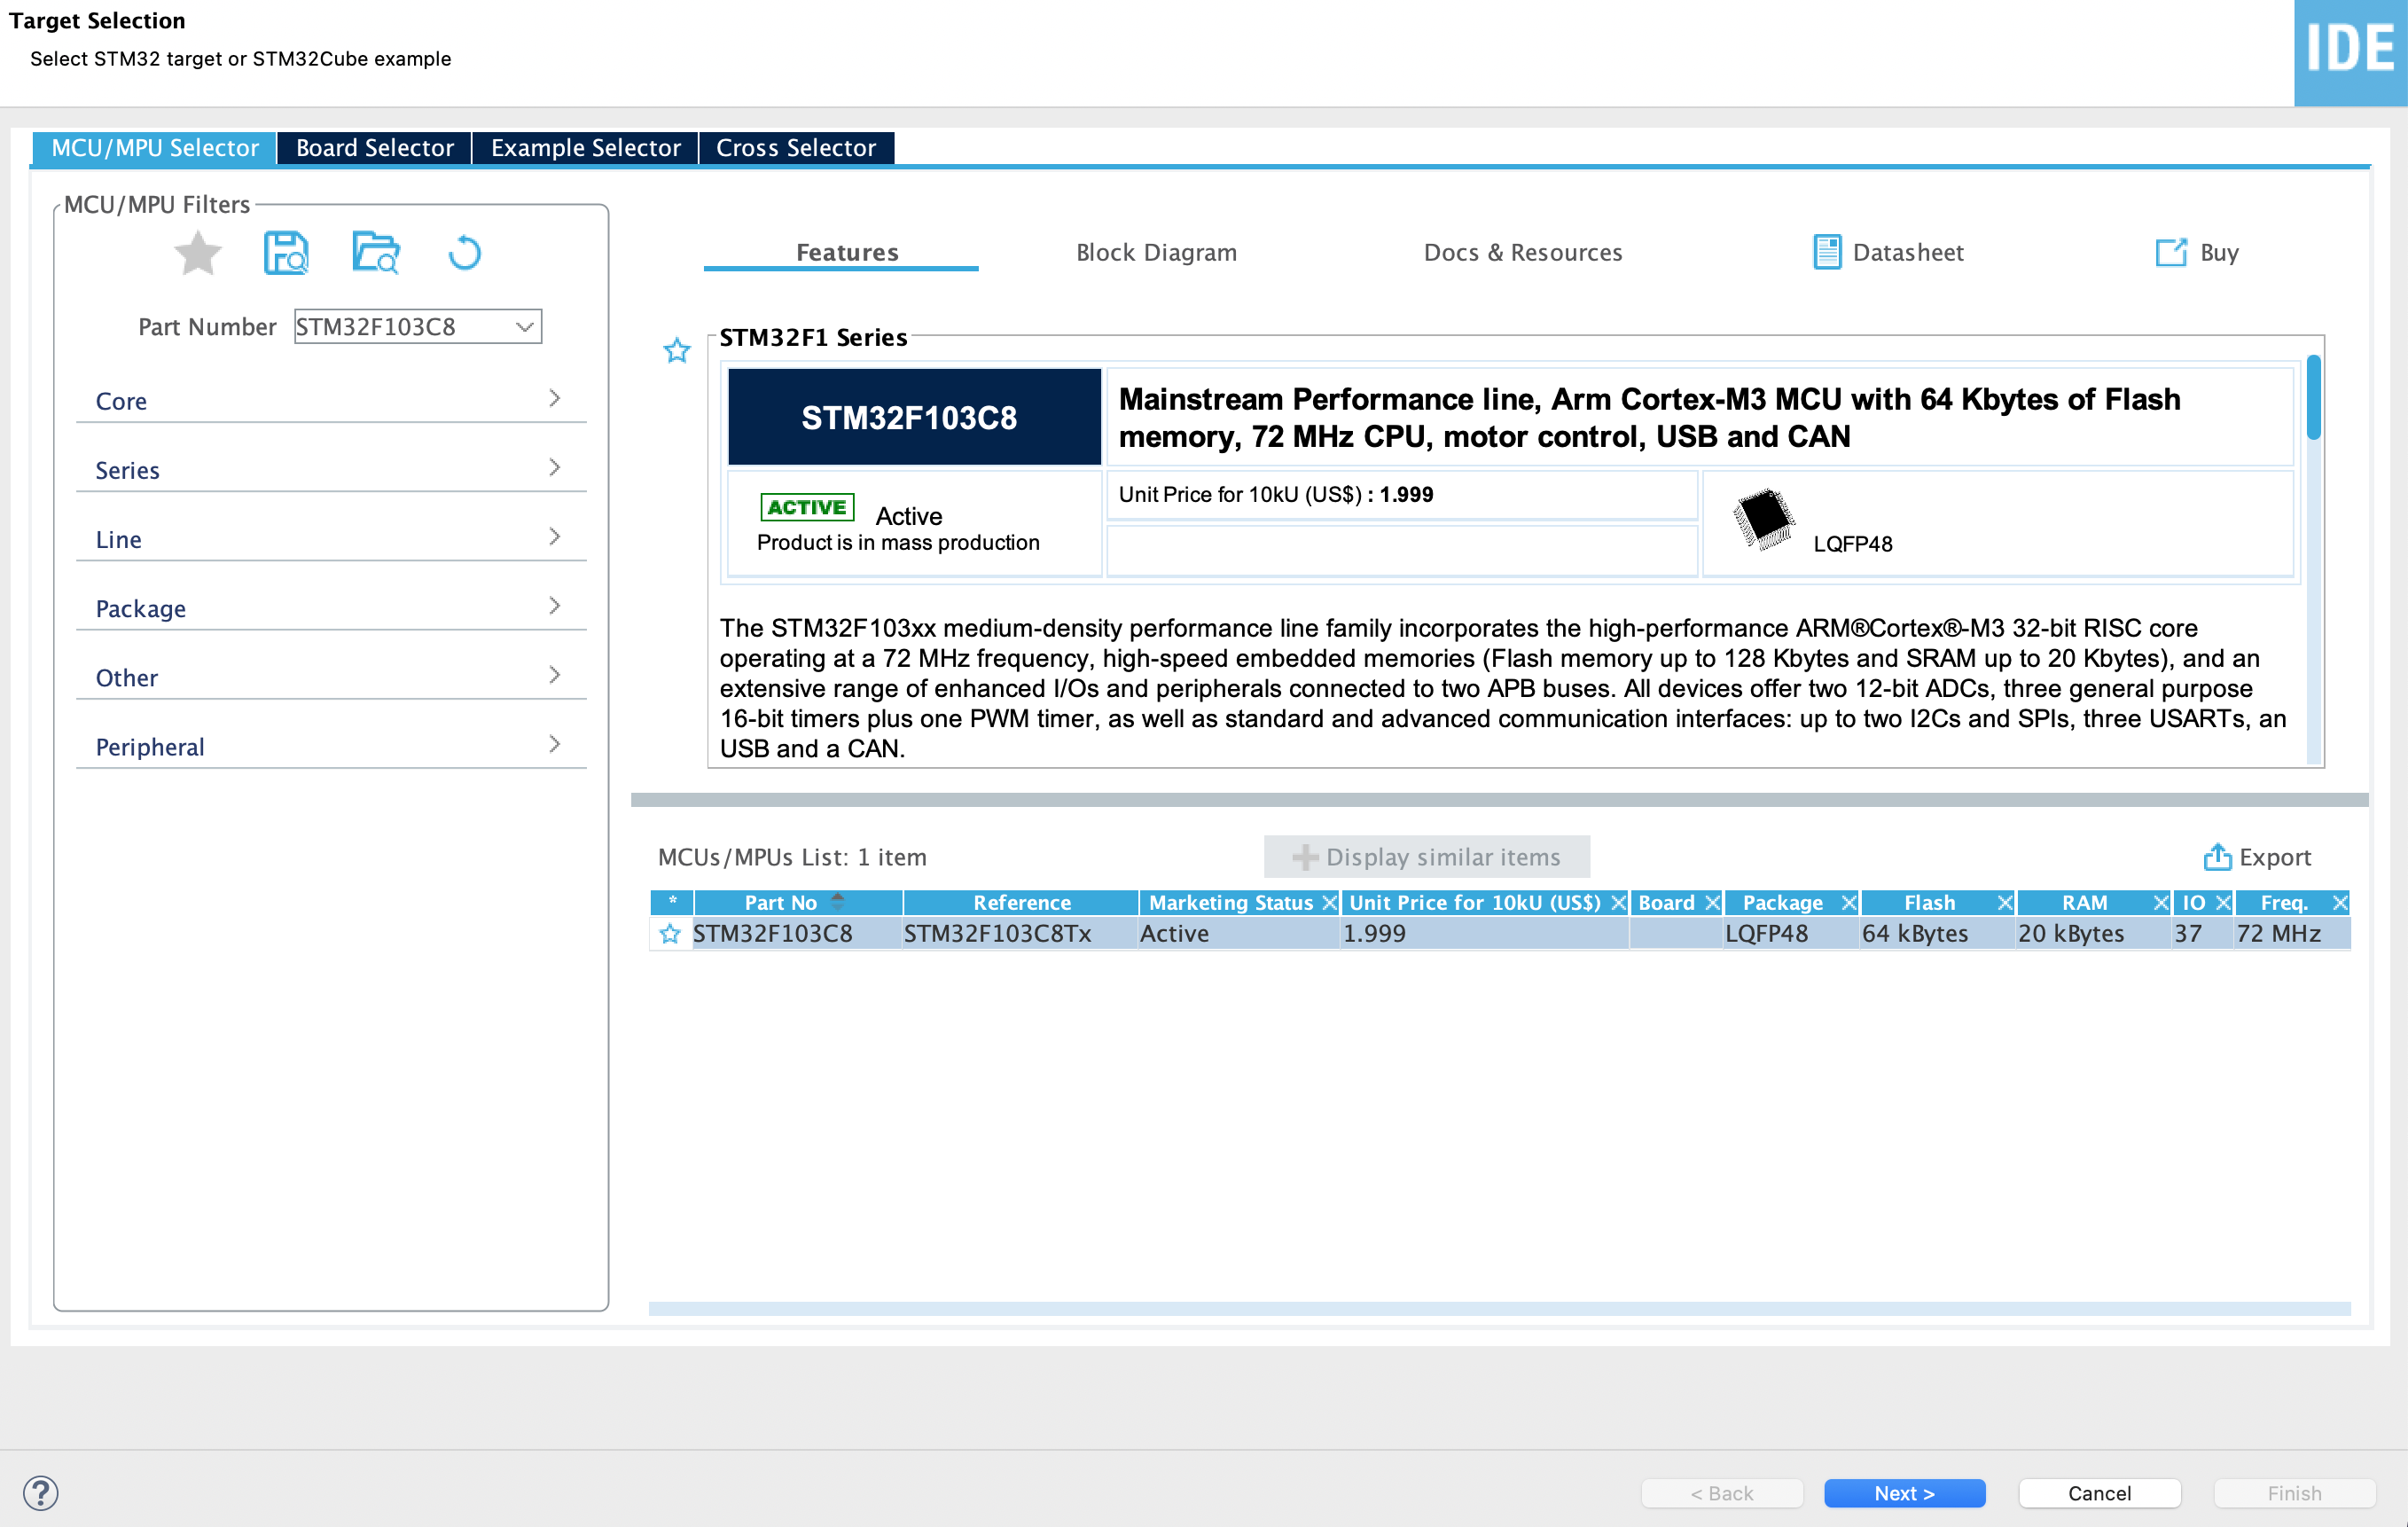 Target Selection
Select STM32 target or STM32Cube example
IDE
MCU/MPU Selector Board Selector Example Selector Cross Selector
MCU/MPU Filters
Part Number STM32F103C8
Core
Series
Line
Package
Other
Peripheral
Features Block Diagram Docs & Resources Datasheet Buy
STM32F1 Series
STM32F103C8
Mainstream Performance line, Arm Cortex-M3 MCU with 64 Kbytes of Flash
memory, 72 MHz CPU, motor control, USB and CAN
ACTIVE Active
Product is in mass production
Unit Price for 10kU (US$) : 1.999
LQFP48
The STM32F103xx medium-density performance line family incorporates the high-performance ARM®Cortex®-M3 32-bit RISC core
operating at a 72 MHz frequency, high-speed embedded memories (Flash memory up to 128 Kbytes and SRAM up to 20 Kbytes), and an
extensive range of enhanced I/Os and peripherals connected to two APB buses. All devices offer two 12-bit ADCs, three general purpose
16-bit timers plus one PWM timer, as well as standard and advanced communication interfaces: up to two I2Cs and SPIs, three USARTs, an
USB and a CAN.
MCUs/MPUs List: 1 item Display similar items Export
* Part No Reference Marketing Status Unit Price for 10kU (US$) Board Package Flash RAM IO Freq.
STM32F103C8 STM32F103C8Tx Active 1.999 LQFP48 64 kBytes 20 kBytes 37 72 MHz
? < Back Next > Cancel Finish